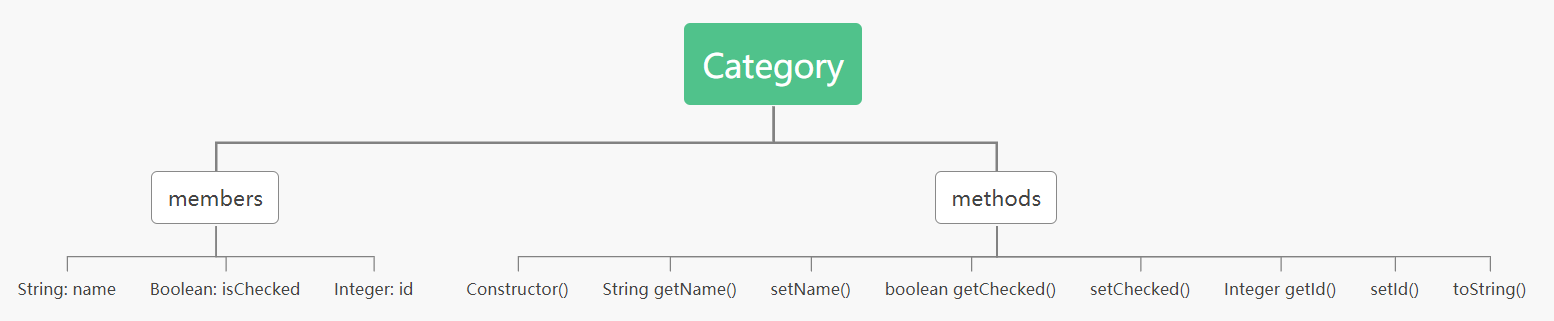 Category
members
methods
String: name
Boolean: isChecked
Integer: id
Constructor()
String getName()
setName()
boolean getChecked()
setChecked()
Integer getId()
setId()
toString()